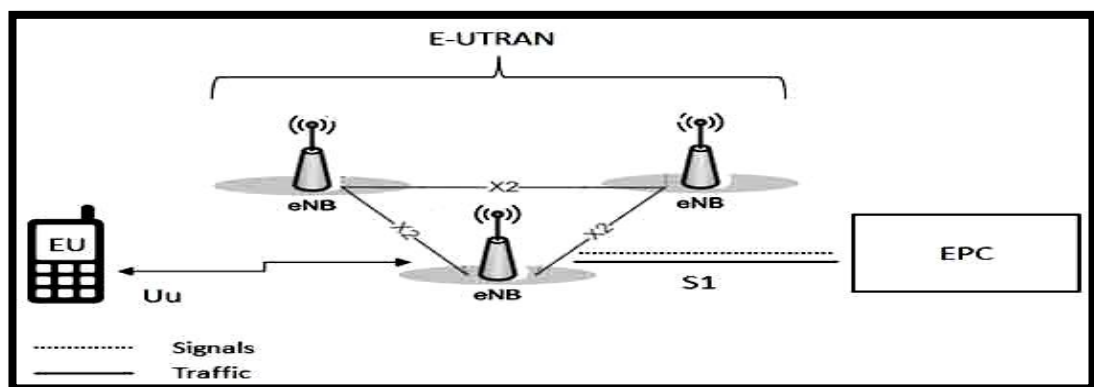 E-UTRAN
X2
eNB
eNB
X2
X2
EU
EPC
Uu
eNB
S1
Signals
Traffic